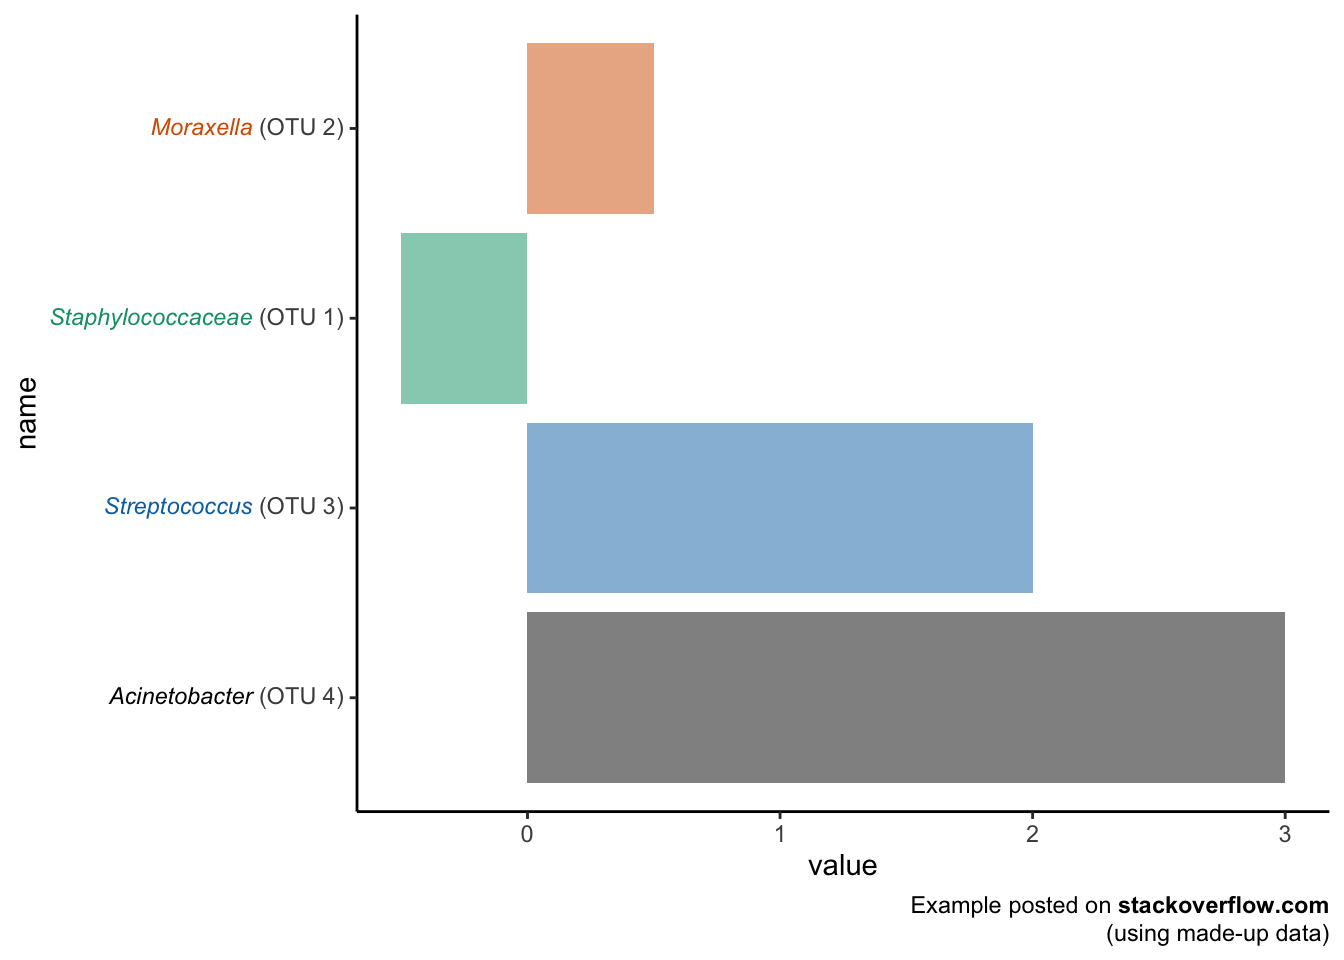 Moraxella (OTU 2)
Staphylococcaceae (OTU 1)
name
Streptococcus (OTU 3)
Acinetobacter (OTU 4)
0 1 2 3
value
Example posted on stackoverflow.com
(using made-up data)